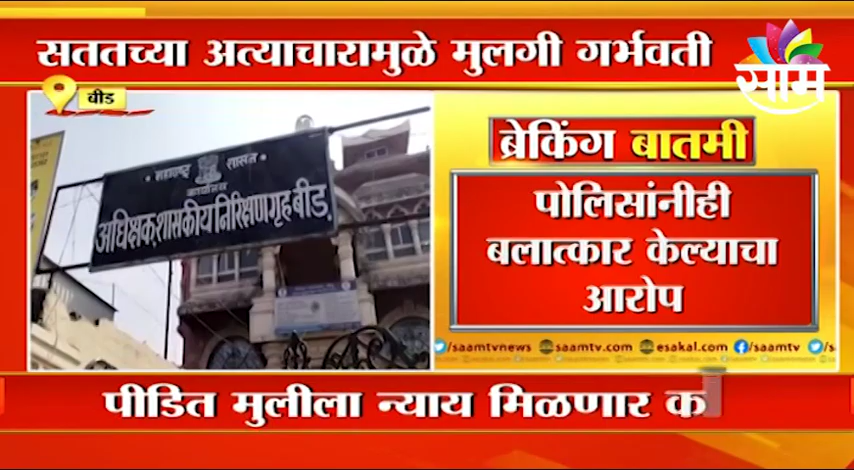 सततच्या अत्याचारामुळे मुलगी गर्भवती
साम
बीड
महाराष्ट्र शासन
कार्यालय
अधिक्षक, शासकीय निरिक्षणगृह बीड.
ब्रेकिंग बातमी
पोलिसांनीही
बलात्कार केल्याचा
आरोप
/saamtvnews saamtv.com esakal.com /saamtv /saamtv
पीडित मुलीला न्याय मिळणार क